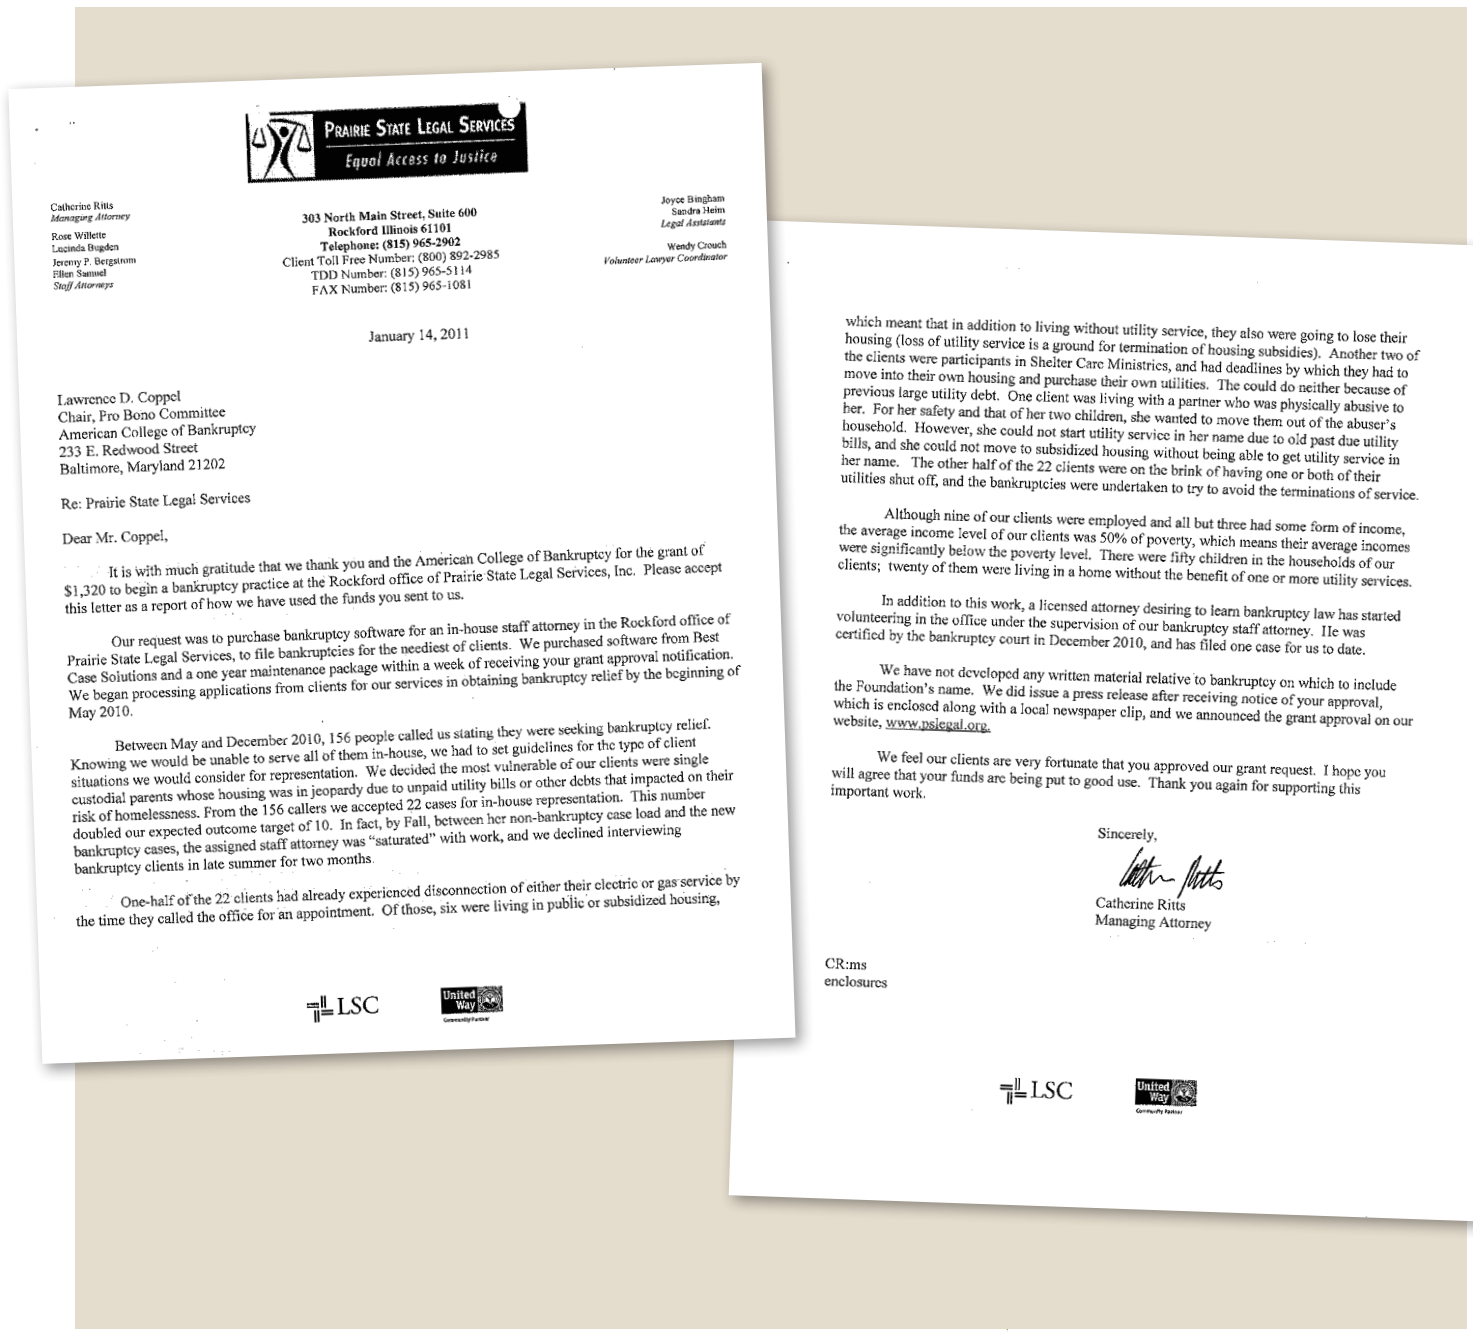 PRAIRIE STATE LEGAL SERVICES
Equal Access to Justice
Catherine Ritts
Managing Attorney
Rose Willette
Lucinda Bugden
Jeremy P. Bergstrom
Ellen Samuel
Staff Attorneys
303 North Main Street, Suite 600
Rockford Illinois 61101
Telephone: (815) 965-2902
Client Toll Free Number: (800) 892-2985
TDD Number: (815) 965-5114
FAX Number: (815) 965-1081
Joyce Bingham
Sandra Heim
Legal Assistants
Wendy Crouch
Volunteer Lawyer Coordinator
January 14, 2011
Lawrence D. Coppel
Chair, Pro Bono Committee
American College of Bankruptcy
233 E. Redwood Street
Baltimore, Maryland 21202
Re: Prairie State Legal Services
Dear Mr. Coppel,
It is with much gratitude that we thank you and the American College of Bankruptcy for the grant of
$1,320 to begin a bankruptcy practice at the Rockford office of Prairie State Legal Services, Inc. Please accept
this letter as a report of how we have used the funds you sent to us.
Our request was to purchase bankruptcy software for an in-house staff attorney in the Rockford office of
Prairie State Legal Services, to file bankruptcies for the neediest of clients. We purchased software from Best
Case Solutions and a one year maintenance package within a week of receiving your grant approval notification.
We began processing applications from clients for our services in obtaining bankruptcy relief by the beginning of
May 2010.
Between May and December 2010, 156 people called us stating they were seeking bankruptcy relief.
Knowing we would be unable to serve all of them in-house, we had to set guidelines for the type of client
situations we would consider for representation. We decided the most vulnerable of our clients were single
custodial parents whose housing was in jeopardy due to unpaid utility bills or other debts that impacted on their
risk of homelessness. From the 156 callers we accepted 22 cases for in-house representation. This number
doubled our expected outcome target of 10. In fact, by Fall, between her non-bankruptcy case load and the new
bankruptcy cases, the assigned staff attorney was “saturated” with work, and we declined interviewing
bankruptcy clients in late summer for two months.
One-half of the 22 clients had already experienced disconnection of either their electric or gas service by
the time they called the office for an appointment. Of those, six were living in public or subsidized housing,
LSC
United
Way
Community Partner
which meant that in addition to living without utility service, they also were going to lose their
housing (loss of utility service is a ground for termination of housing subsidies). Another two of
the clients were participants in Shelter Care Ministries, and had deadlines by which they had to
move into their own housing and purchase their own utilities. The could do neither because of
previous large utility debt. One client was living with a partner who was physically abusive to
her. For her safety and that of her two children, she wanted to move them out of the abuser's
household. However, she could not start utility service in her name due to old past due utility
bills, and she could not move to subsidized housing without being able to get utility service in
her name. The other half of the 22 clients were on the brink of having one or both of their
utilities shut off, and the bankruptcies were undertaken to try to avoid the terminations of service.
Although nine of our clients were employed and all but three had some form of income,
the average income level of our clients was 50% of poverty, which means their average incomes
were significantly below the poverty level. There were fifty children in the households of our
clients; twenty of them were living in a home without the benefit of one or more utility services.
In addition to this work, a licensed attorney desiring to learn bankruptcy law has started
volunteering in the office under the supervision of our bankruptcy staff attorney. He was
certified by the bankruptcy court in December 2010, and has filed one case for us to date.
We have not developed any written material relative to bankruptcy on which to include
the Foundation's name. We did issue a press release after receiving notice of your approval,
which is enclosed along with a local newspaper clip, and we announced the grant approval on our
website, www.pslegal.org.
We feel our clients are very fortunate that you approved our grant request. I hope you
will agree that your funds are being put to good use. Thank you again for supporting this
important work.
Sincerely,
Catherine Ritts
Catherine Ritts
Managing Attorney
CR:ms
enclosures
LSC
United
Way
Community Partner